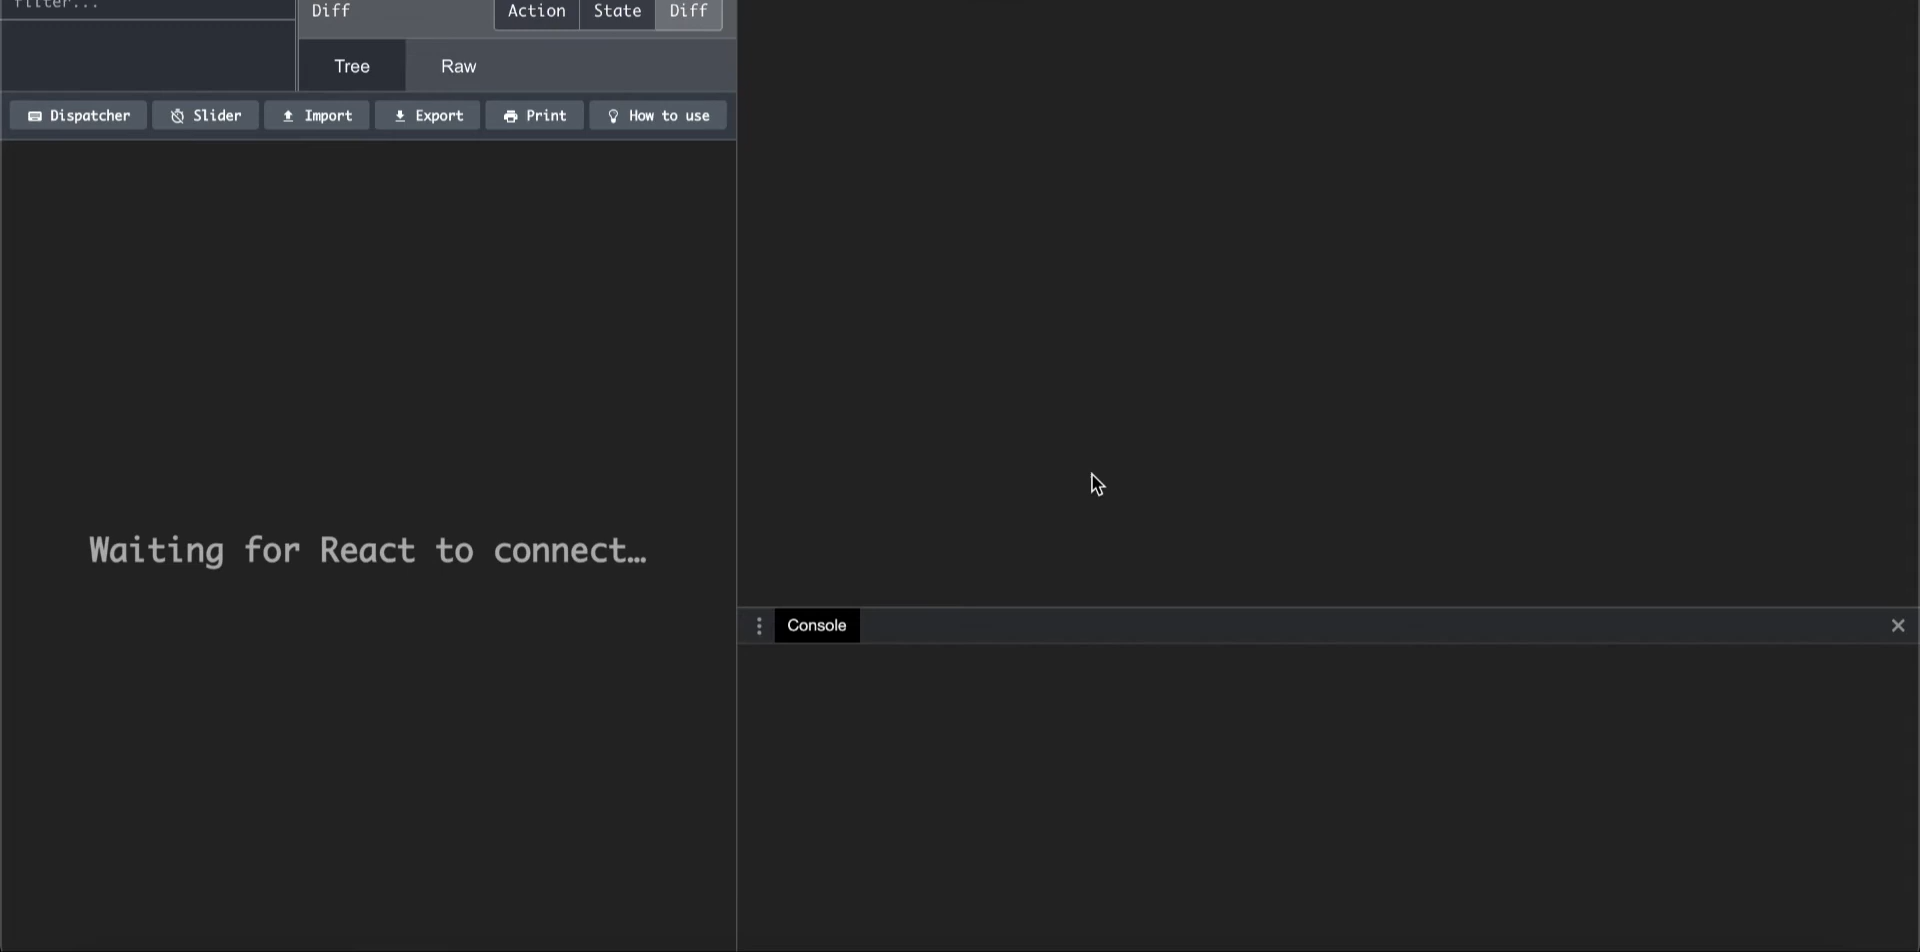 filter...
Diff Action State Diff
Tree Raw
Dispatcher Slider Import Export Print How to use
Waiting for React to connect…
Console